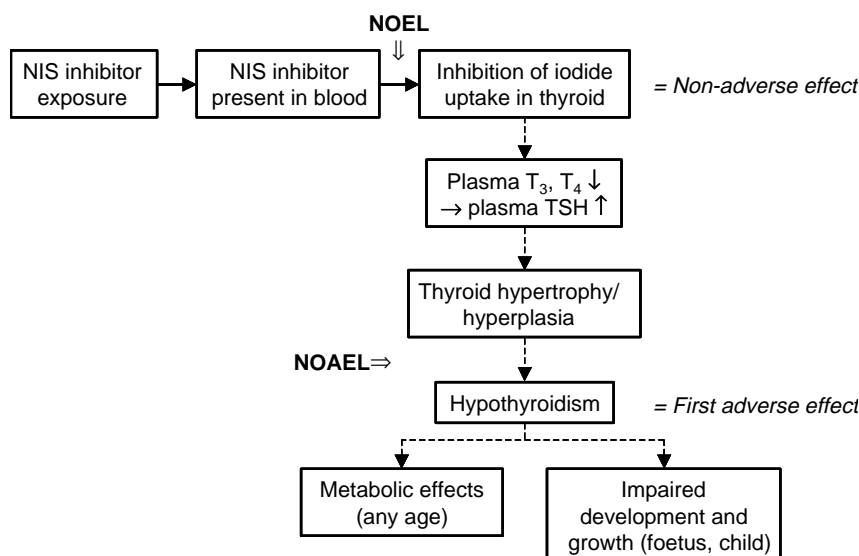 NOEL
⇓
NIS inhibitor
exposure
NIS inhibitor
present in blood
Inhibition of iodide
uptake in thyroid
= Non-adverse effect
Plasma T₃, T₄ ↓
→ plasma TSH ↑
Thyroid hypertrophy/
hyperplasia
NOAEL⇒
Hypothyroidism
= First adverse effect
Metabolic effects
(any age)
Impaired
development and
growth (foetus, child)